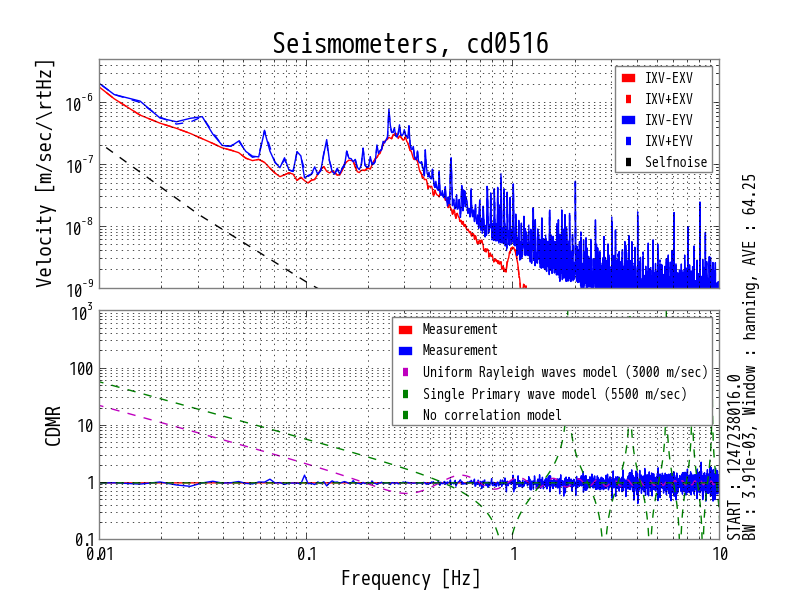 Seismometers, cd0516
Velocity [m/sec/\rtHz]
10^-6
10^-7
10^-8
10^-9
IXV-EXV
IXV+EXV
IXV-EYV
IXV+EYV
Selfnoise
CDMR
10^3
100
10
1
0.1
Measurement
Measurement
Uniform Rayleigh waves model (3000 m/sec)
Single Primary wave model (5500 m/sec)
No correlation model
0.01
0.1
1
10
Frequency [Hz]
START : 1247238016.0
BW : 3.91e-03, Window : hanning, AVE : 64.25